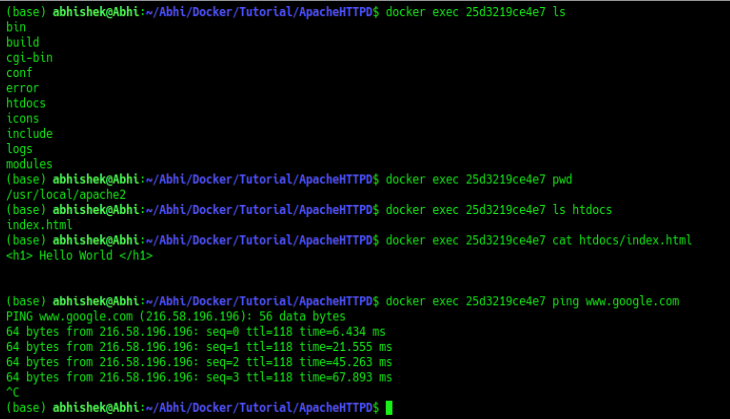 (base) abhishek@Abhi:~/Abhi/Docker/Tutorial/ApacheHTTPD$ docker exec 25d3219ce4e7 ls
bin
build
cgi-bin
conf
error
htdocs
icons
include
logs
modules
(base) abhishek@Abhi:~/Abhi/Docker/Tutorial/ApacheHTTPD$ docker exec 25d3219ce4e7 pwd
/usr/local/apache2
(base) abhishek@Abhi:~/Abhi/Docker/Tutorial/ApacheHTTPD$ docker exec 25d3219ce4e7 ls htdocs
index.html
(base) abhishek@Abhi:~/Abhi/Docker/Tutorial/ApacheHTTPD$ docker exec 25d3219ce4e7 cat htdocs/index.html
<h1> Hello World </h1>
(base) abhishek@Abhi:~/Abhi/Docker/Tutorial/ApacheHTTPD$ docker exec 25d3219ce4e7 ping www.google.com
PING www.google.com (216.58.196.196): 56 data bytes
64 bytes from 216.58.196.196: seq=0 ttl=118 time=6.434 ms
64 bytes from 216.58.196.196: seq=1 ttl=118 time=21.555 ms
64 bytes from 216.58.196.196: seq=2 ttl=118 time=45.263 ms
64 bytes from 216.58.196.196: seq=3 ttl=118 time=67.893 ms
^C
(base) abhishek@Abhi:~/Abhi/Docker/Tutorial/ApacheHTTPD$